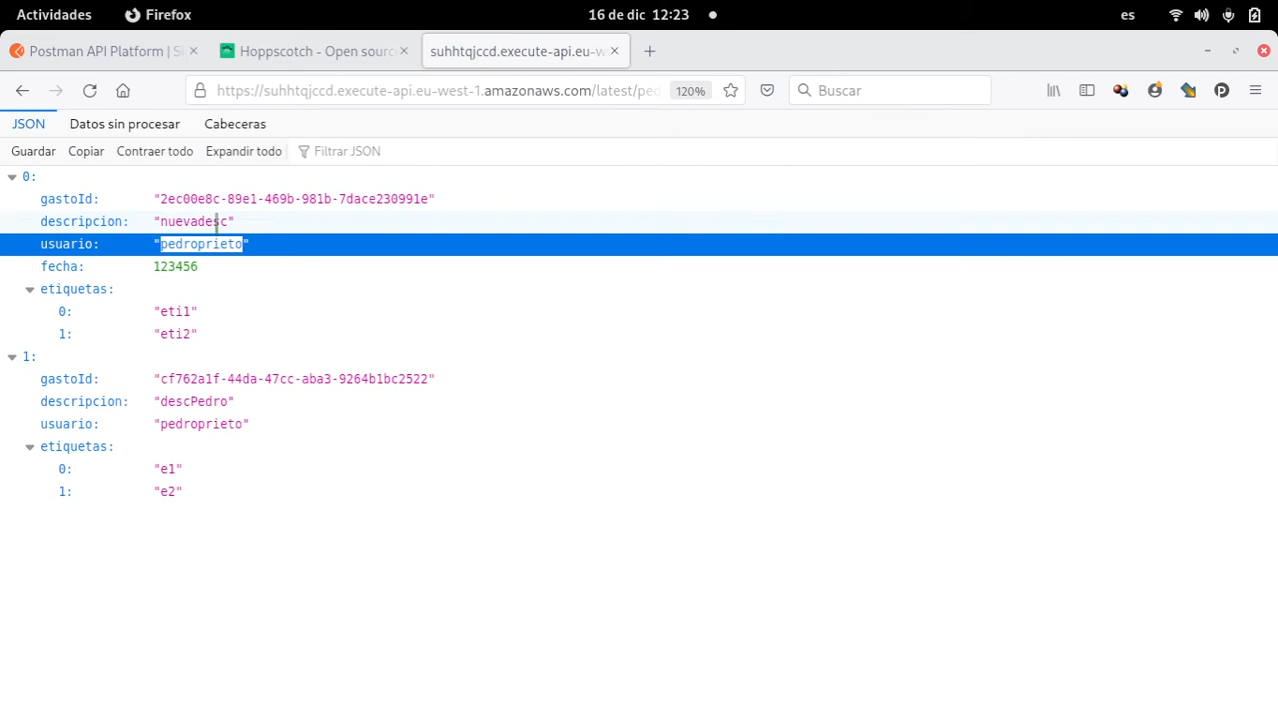 Actividades Firefox 16 de dic 12:23 es
Postman API Platform | Si Hoppscotch - Open sourc suhhtqjccd.execute-api.eu-w
https://suhhtqjccd.execute-api.eu-west-1.amazonaws.com/latest/ped 120% Buscar
JSON Datos sin procesar Cabeceras
Guardar Copiar Contraer todo Expandir todo Filtrar JSON
0:
gastoId: "2ec00e8c-89e1-469b-981b-7dace230991e"
descripcion: "nuevadesc"
usuario: "pedroprieto"
fecha: 123456
etiquetas:
0: "eti1"
1: "eti2"
1:
gastoId: "cf762a1f-44da-47cc-aba3-9264b1bc2522"
descripcion: "descPedro"
usuario: "pedroprieto"
etiquetas:
0: "e1"
1: "e2"